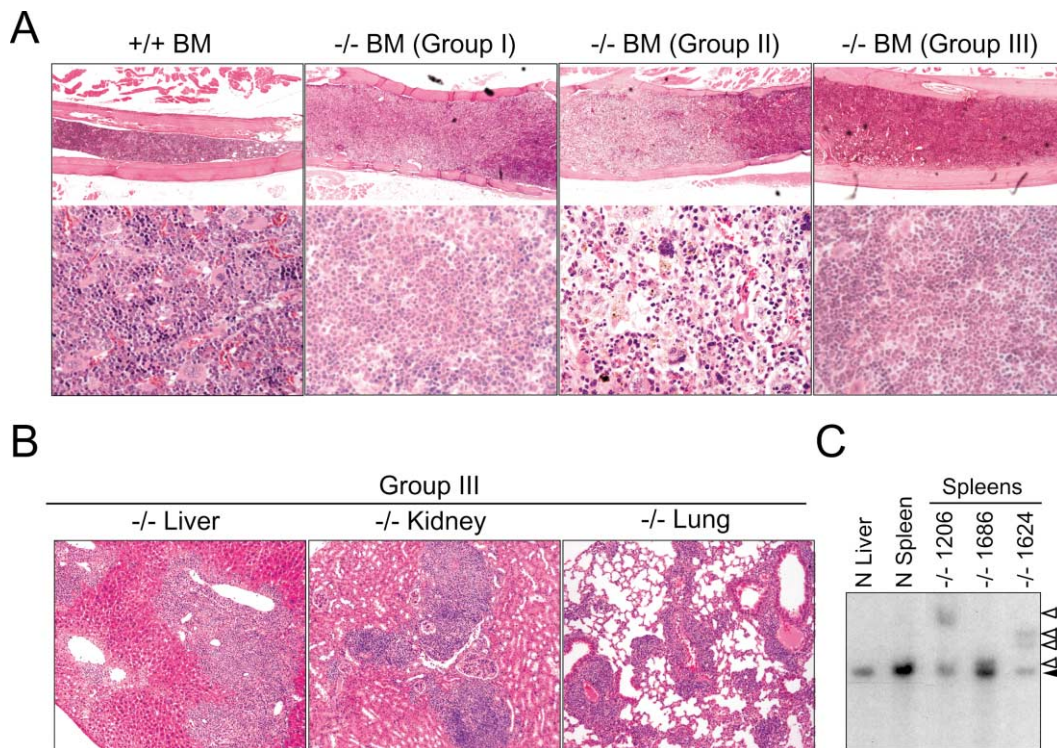 A
+/+ BM
-/- BM (Group I)
-/- BM (Group II)
-/- BM (Group III)
B
Group III
-/- Liver
-/- Kidney
-/- Lung
C
Spleens
N Liver
N Spleen
-/- 1206
-/- 1686
-/- 1624